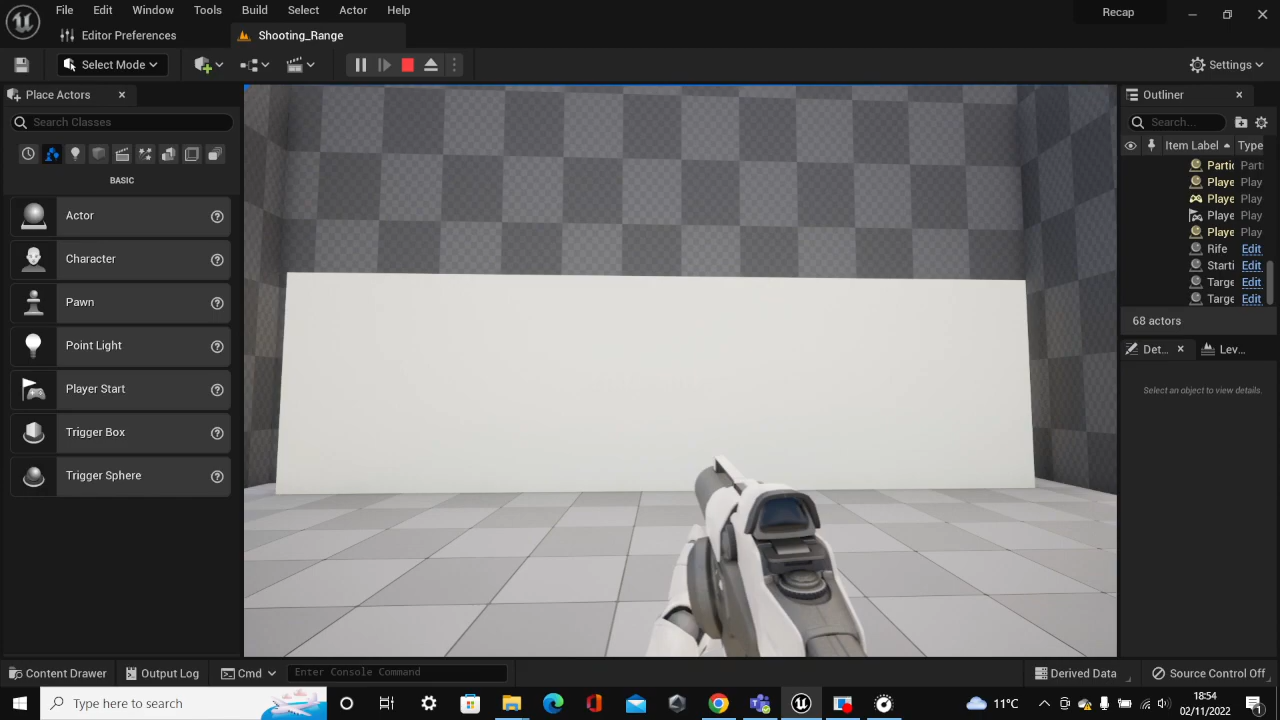 File Edit Window Tools Build Select Actor Help Recap
Editor Preferences Shooting_Range
Select Mode Settings
Place Actors Outliner
Search Classes Search...
Item Label Type
BASIC
Partic Parti
Playe Play
Playe Play
Actor Playe Play
Playe Play
Character Rife Edit
Starti Edit
Pawn Targe Edit
Targe Edit
68 actors
Point Light Det... Lev...
Player Start Select an object to view details.
Trigger Box
Trigger Sphere
Content Drawer Output Log Cmd Enter Console Command Derived Data Source Control Off
Type here to search 11°C 18:54
02/11/2022 1